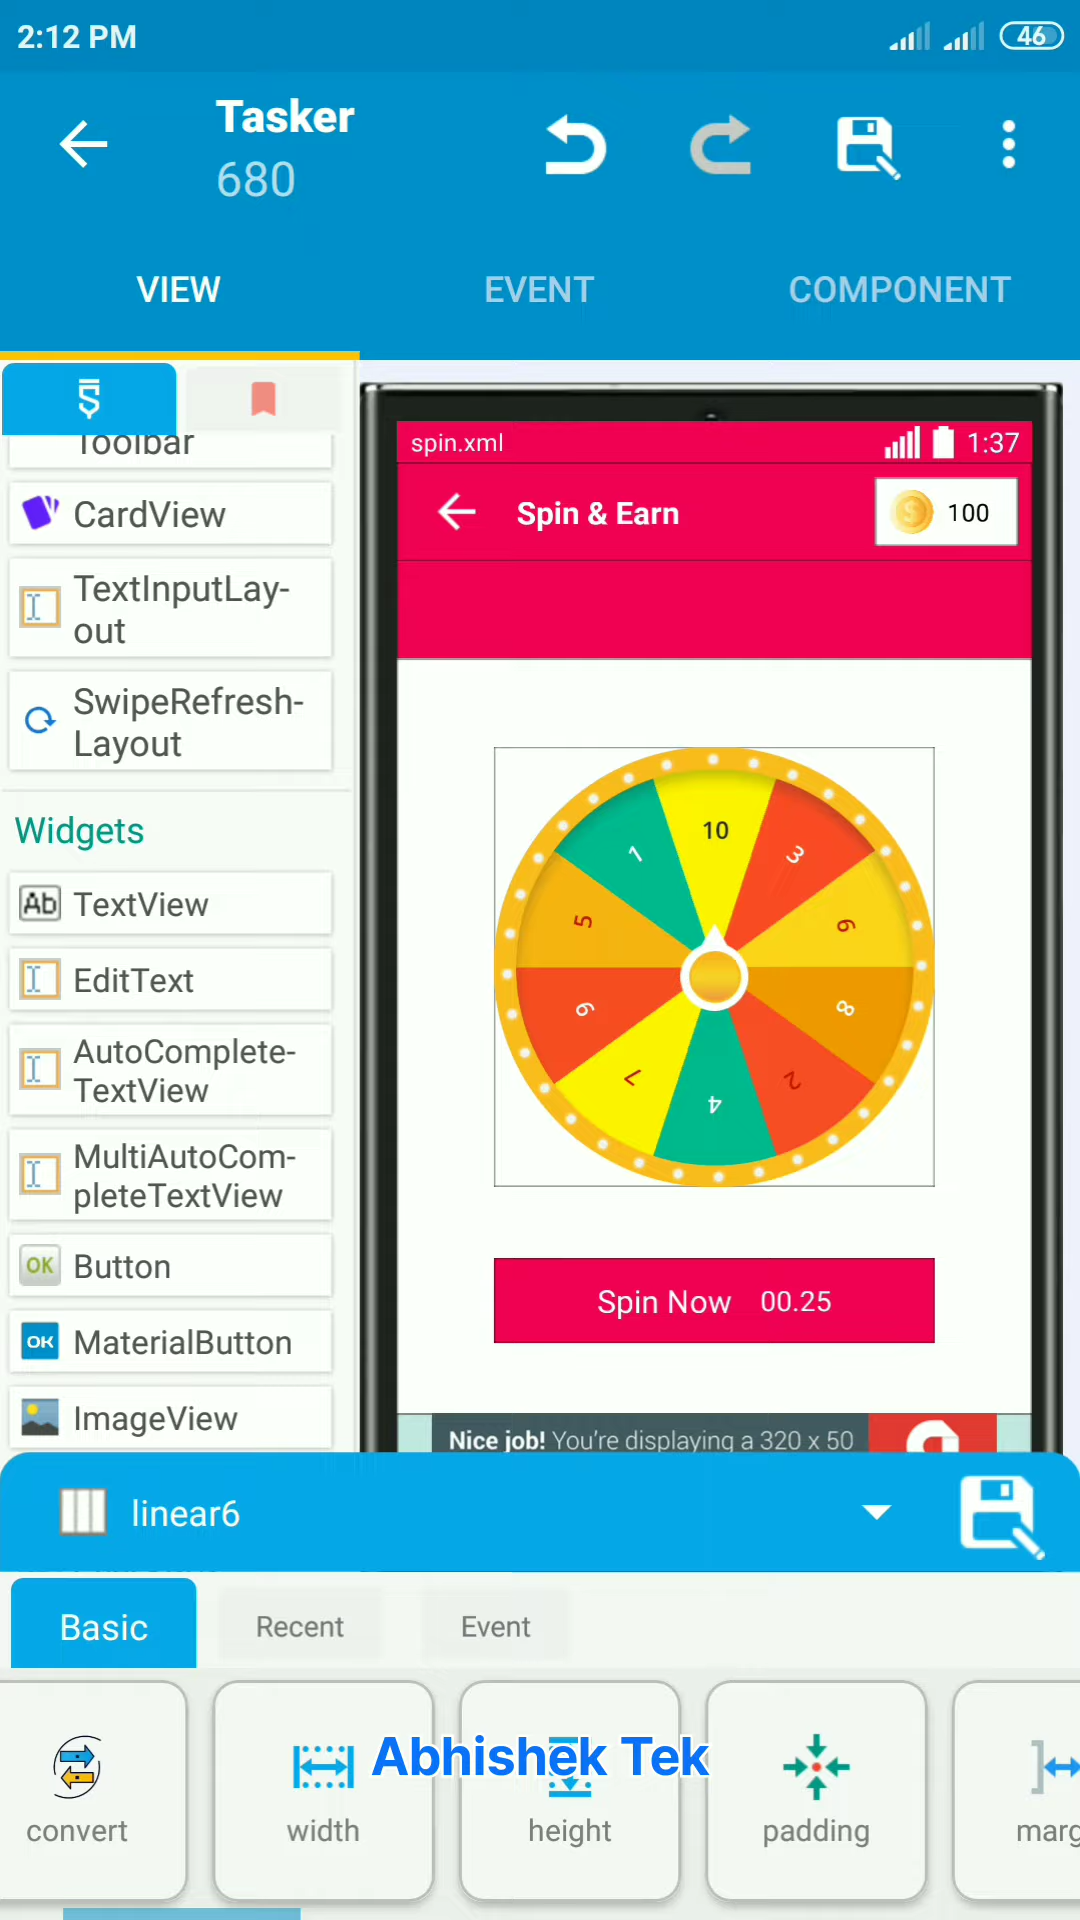 2:12 PM
46
Tasker
680
VIEW
EVENT
COMPONENT
Toolbar
CardView
TextInputLay-
out
SwipeRefresh-
Layout
Widgets
Ab TextView
EditText
AutoComplete-
TextView
MultiAutoCom-
pleteTextView
OK Button
OK MaterialButton
ImageView
spin.xml
1:37
Spin & Earn
100
10
3
6
8
2
4
7
9
5
1
Spin Now 00.25
Nice job! You're displaying a 320 x 50
linear6
Basic
Recent
Event
Abhishek Tek
convert
width
height
padding
marg